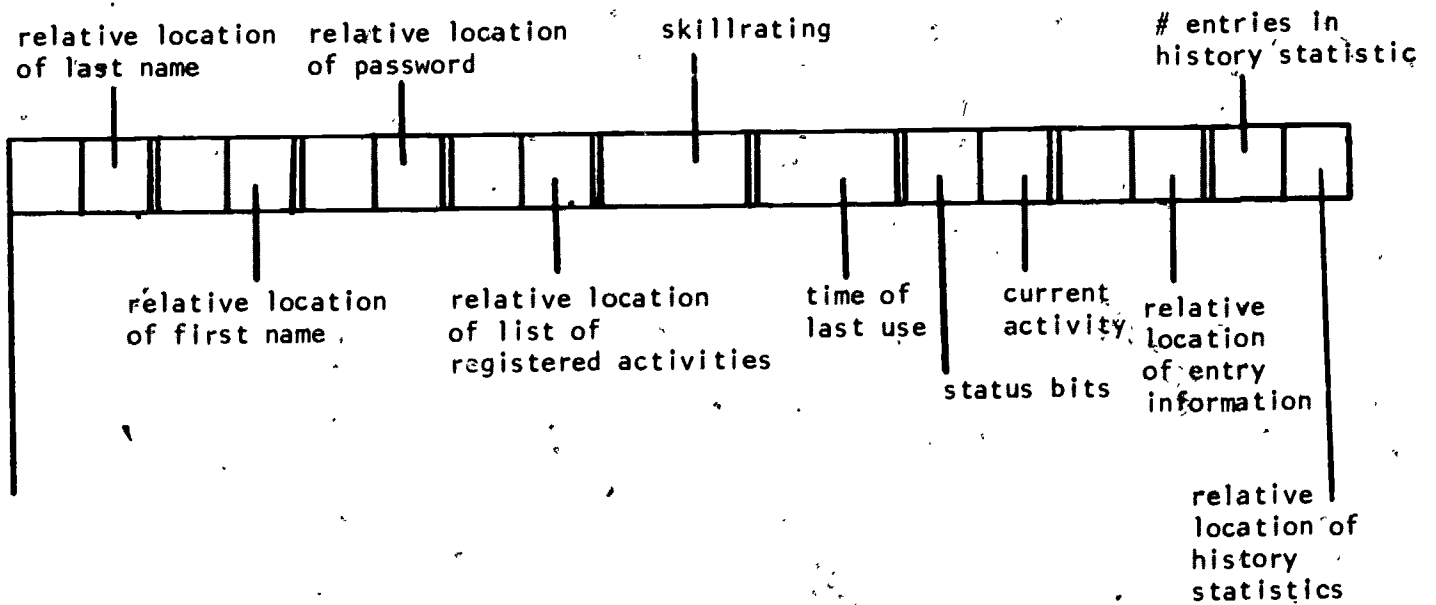 relative location
of last name
relative location
of password
skillrating
# entries in
history statistic
relative location
of first name
relative location
of list of
registered activities
time of
last use
status bits
current
activity
relative
location
of entry
information
relative
location of
history
statistics